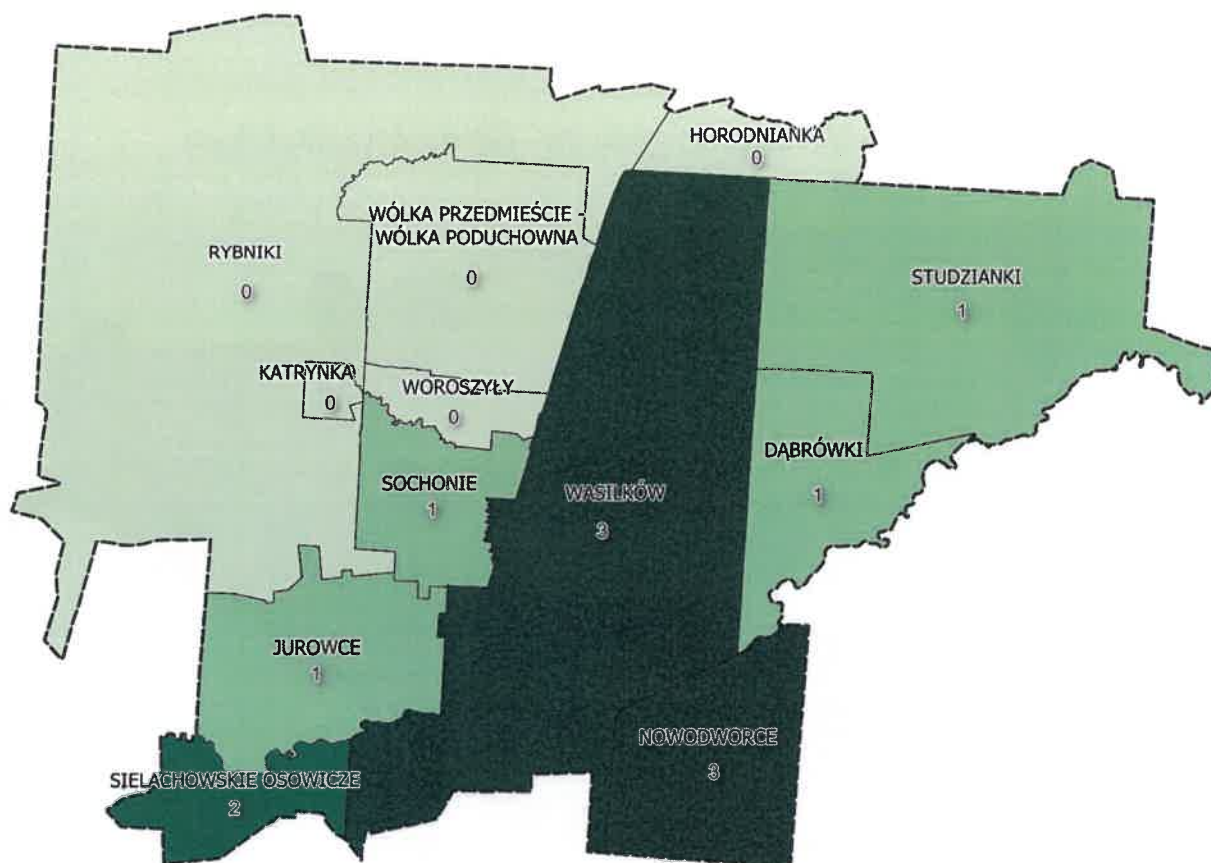 HORODNIANKA
0
WÓLKA PRZEDMIEŚCIE -
WÓLKA PODUCHOWNA
0
RYBNIKI
0
STUDZIANKI
1
KATRYNKA
0
WOROSZYŁY
0
DĄBRÓWKI
1
SOCHONIE
1
WASILKÓW
3
JUROWCE
1
NOWODWORCE
3
SIELACHOWSKIE OSOWICZE
2